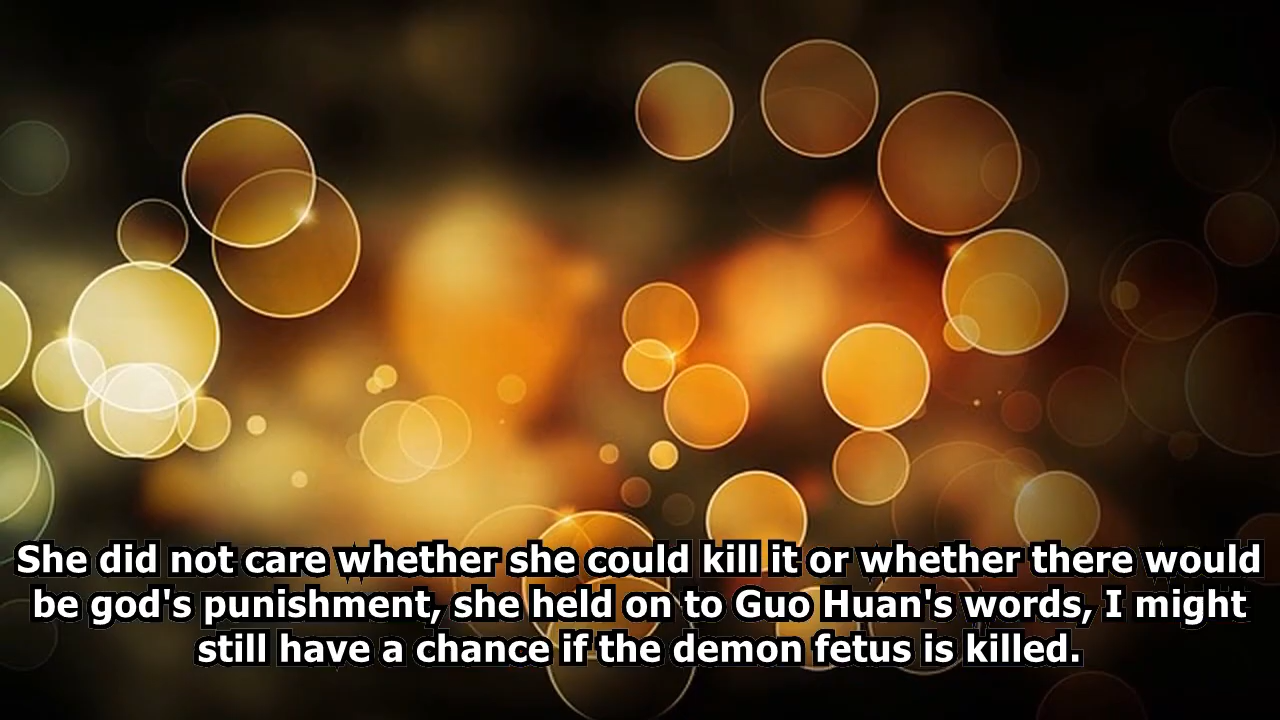 She did not care whether she could kill it or whether there would
be god's punishment, she held on to Guo Huan's words, I might
still have a chance if the demon fetus is killed.